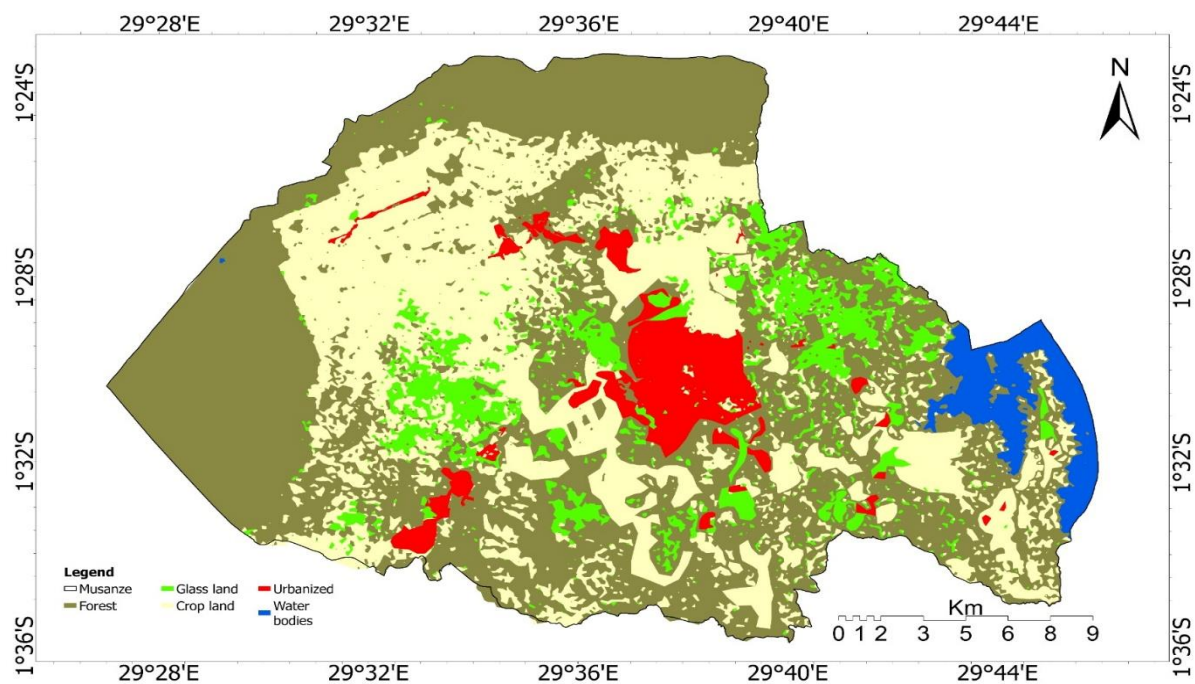 29°28'E 29°32'E 29°36'E 29°40'E 29°44'E
1°24'S
1°24'S
N
1°28'S
1°28'S
1°32'S
1°32'S
Legend
Musanze Glass land Urbanized
Forest Crop land Water
bodies
Km
0 1 2 3 5 6 8 9
1°36'S
1°36'S
29°28'E 29°32'E 29°36'E 29°40'E 29°44'E